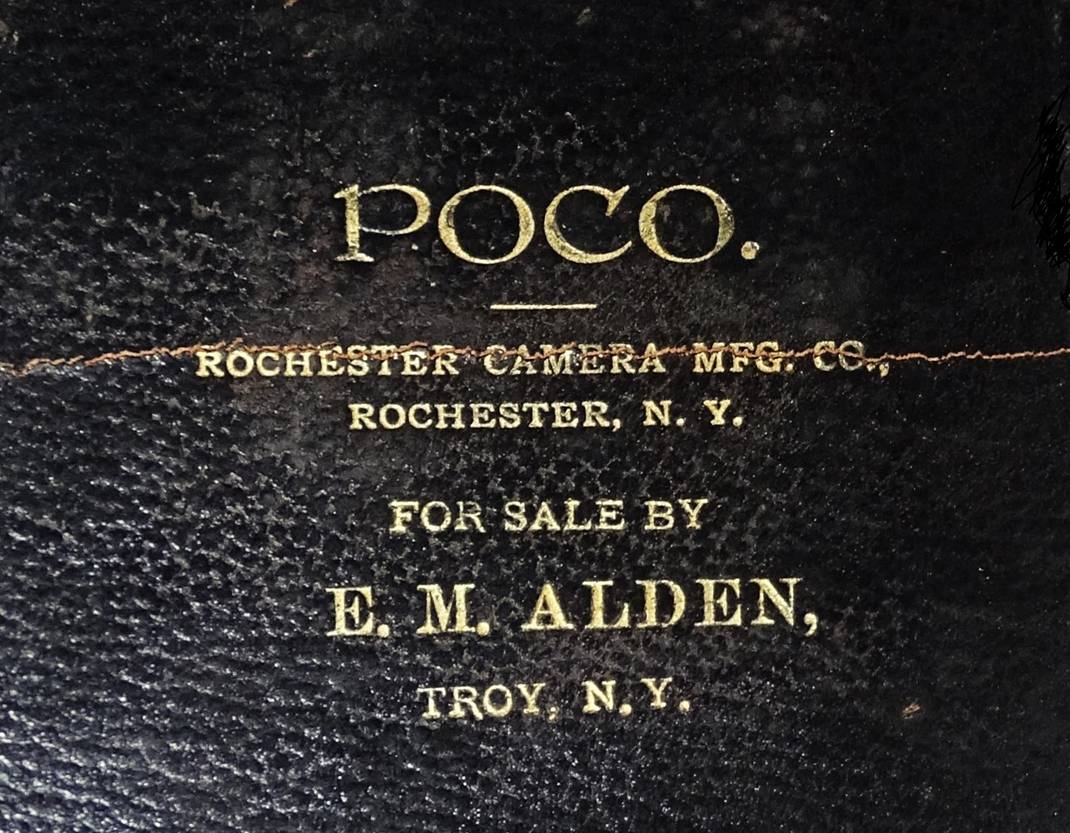 POCO.
ROCHESTER CAMERA MFG. CO.,
ROCHESTER, N. Y.
FOR SALE BY
E. M. ALDEN,
TROY, N. Y.